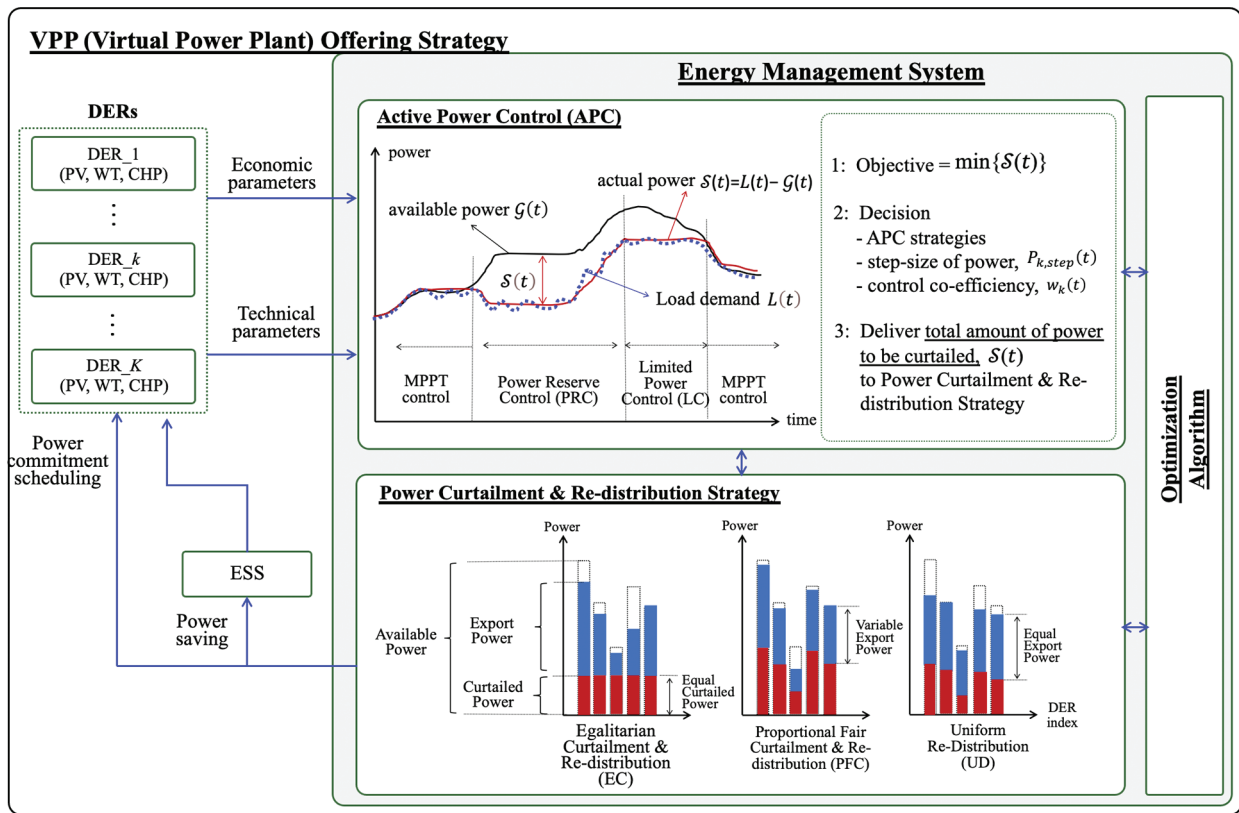 VPP (Virtual Power Plant) Offering Strategy
Energy Management System
DERs
DER_1
(PV, WT, CHP)
⋯
DER_k
(PV, WT, CHP)
⋯
DER_K
(PV, WT, CHP)
Economic
parameters
Technical
parameters
Power
commitment
scheduling
ESS
Power
saving
Active Power Control (APC)
power
actual power 𝒮(t)=L(t)− 𝒢(t)
available power 𝒢(t)
𝒮(t)
Load demand L(t)
MPPT
control
Power Reserve
Control (PRC)
Limited
Power
Control (LC)
MPPT
control
time
1: Objective = min{𝒮(t)}
2: Decision
- APC strategies
- step-size of power, P_{k,step}(t)
- control co-efficiency, w_k(t)
3: Deliver total amount of power
to be curtailed, 𝒮(t)
to Power Curtailment & Re-
distribution Strategy
Optimization
Algorithm
Power Curtailment & Re-distribution Strategy
Power
Available
Power
Export
Power
Curtailed
Power
Equal
Curtailed
Power
Egalitarian
Curtailment &
Re-distribution
(EC)
Power
Variable
Export
Power
Proportional Fair
Curtailment & Re-
distribution (PFC)
Power
Equal
Export
Power
DER
index
Uniform
Re-Distribution
(UD)